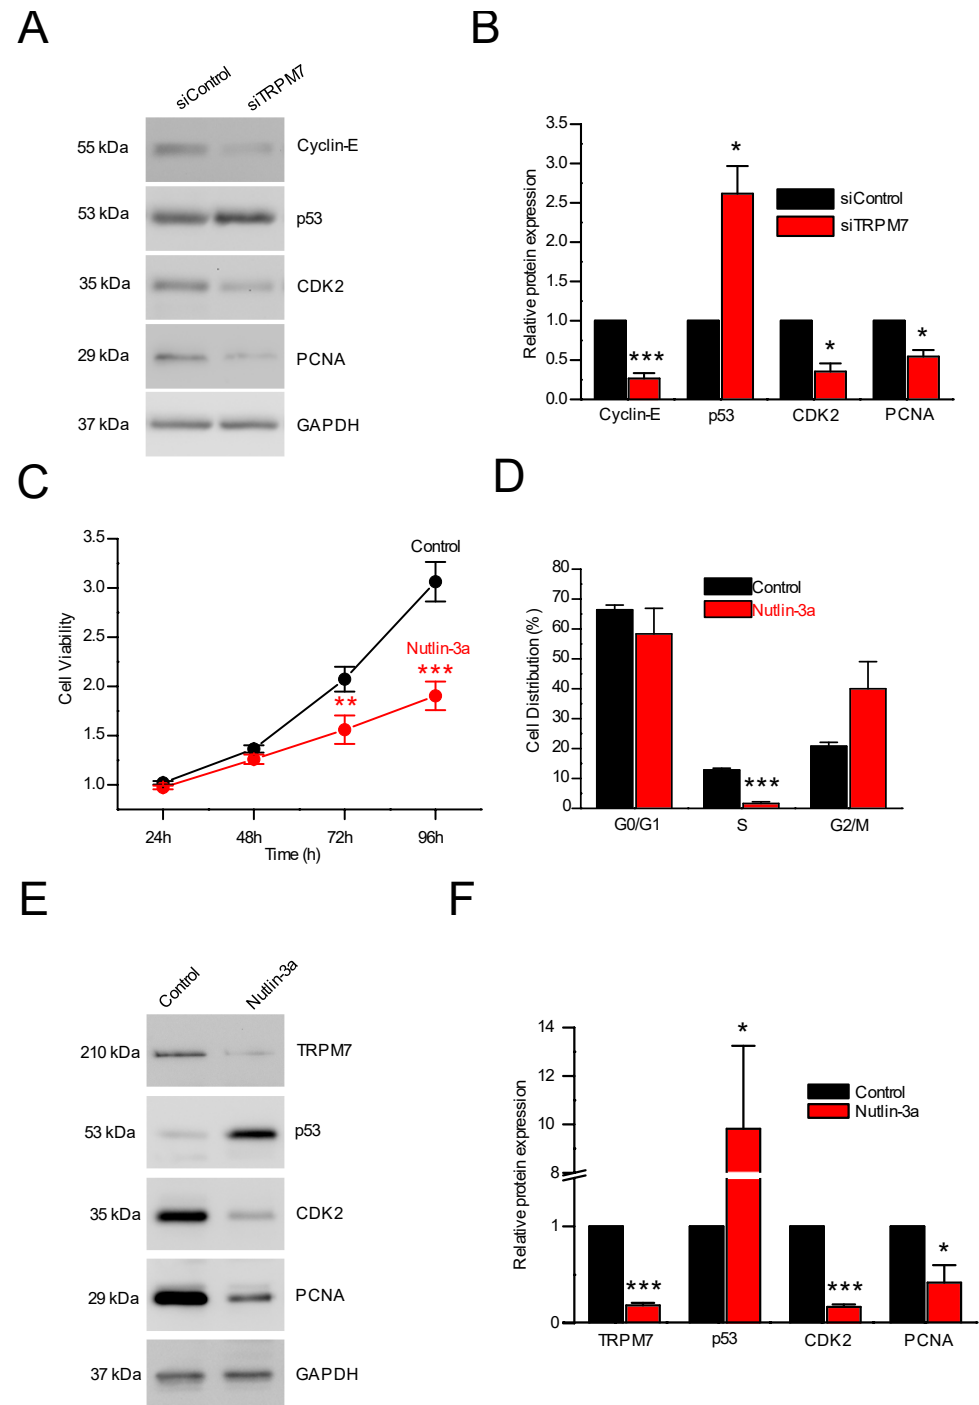 A
siControl
siTRPM7
55 kDa
Cyclin-E
53 kDa
p53
35 kDa
CDK2
29 kDa
PCNA
37 kDa
GAPDH
B
Relative protein expression
3.5
3.0
2.5
2.0
1.5
1.0
0.5
0.0
siControl
siTRPM7
***
*
*
*
Cyclin-E
p53
CDK2
PCNA
C
Cell Viability
3.5
3.0
2.5
2.0
1.5
1.0
Control
Nutlin-3a
***
**
24h
48h
72h
96h
Time (h)
D
Cell Distribution (%)
80
70
60
50
40
30
20
10
0
Control
Nutlin-3a
***
G0/G1
S
G2/M
E
Control
Nutlin-3a
210 kDa
TRPM7
53 kDa
p53
35 kDa
CDK2
29 kDa
PCNA
37 kDa
GAPDH
F
Relative protein expression
14
12
10
8
1
0
Control
Nutlin-3a
***
*
***
*
TRPM7
p53
CDK2
PCNA